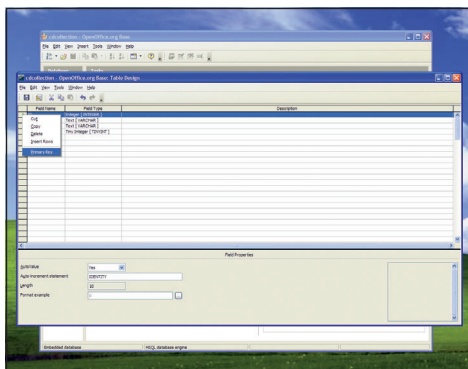 cdcollection - OpenOffice.org Base
File Edit View Insert Tools Window Help
Database Tasks
cdcollection - OpenOffice.org Base: Table Design
File Edit View Tools Window Help
Field Name Field Type Description
Integer [ INTEGER ]
Text [ VARCHAR ]
Text [ VARCHAR ]
Tiny Integer [ TINYINT ]
Cut
Copy
Delete
Insert Rows
Primary Key
Field Properties
AutoValue Yes
Auto-increment statement IDENTITY
Length 10
Format example
Embedded database HSQL database engine